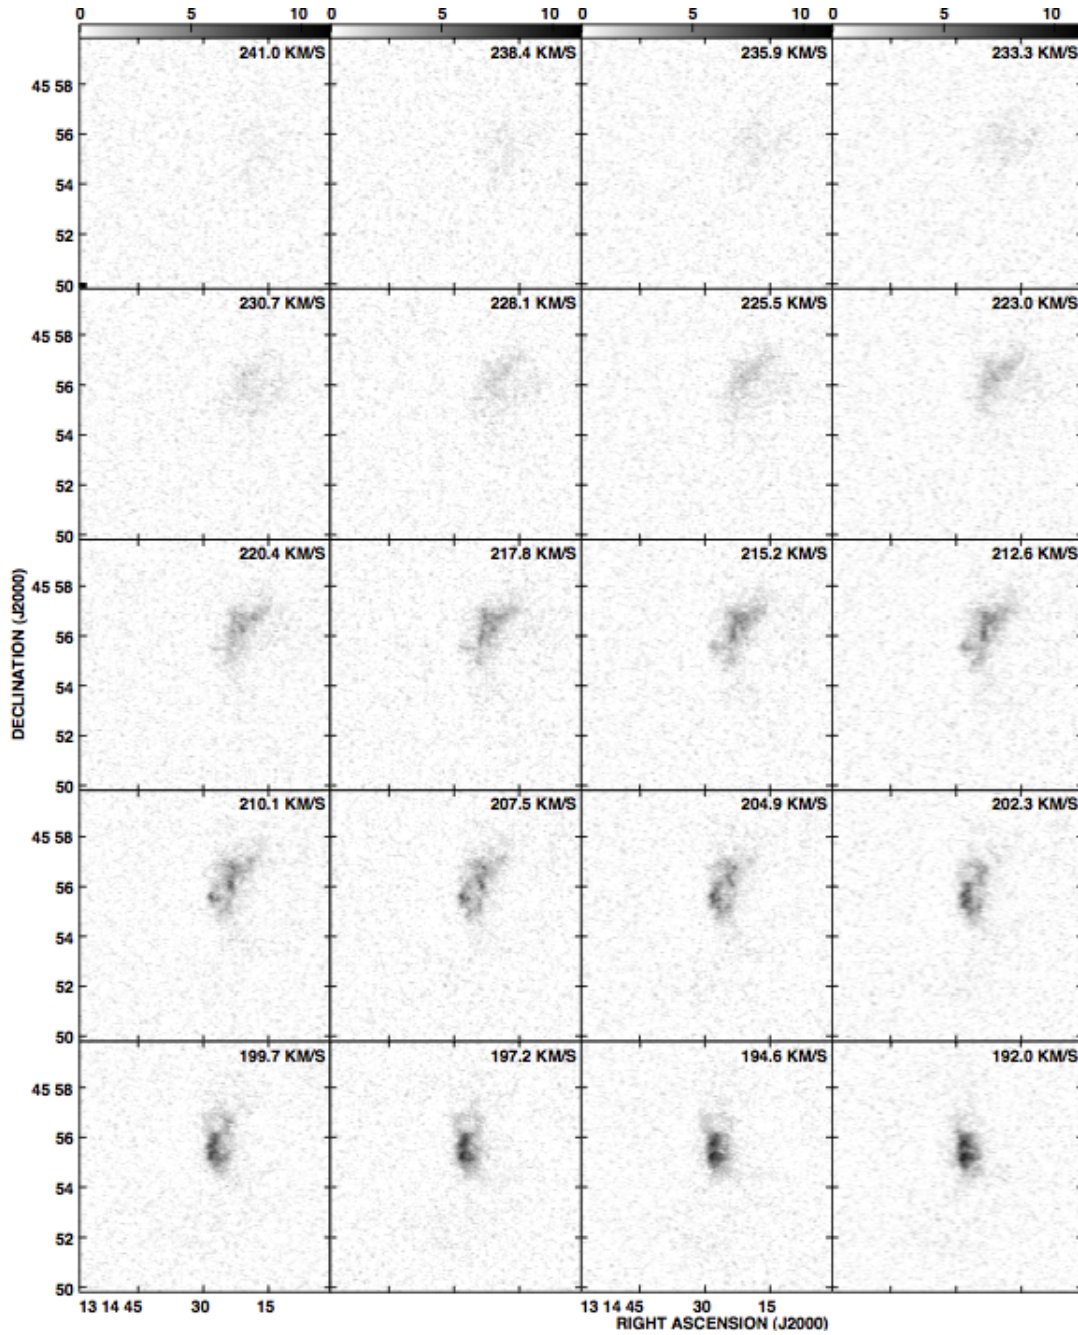 0 5 10 0 5 10 0 5 10 0 5 10
241.0 KM/S 238.4 KM/S 235.9 KM/S 233.3 KM/S
45 58
56
54
52
50
230.7 KM/S 228.1 KM/S 225.5 KM/S 223.0 KM/S
45 58
56
54
52
50
220.4 KM/S 217.8 KM/S 215.2 KM/S 212.6 KM/S
45 58
56
54
52
50
DECLINATION (J2000)
210.1 KM/S 207.5 KM/S 204.9 KM/S 202.3 KM/S
45 58
56
54
52
50
199.7 KM/S 197.2 KM/S 194.6 KM/S 192.0 KM/S
45 58
56
54
52
50
13 14 45 30 15 13 14 45 30 15
RIGHT ASCENSION (J2000)